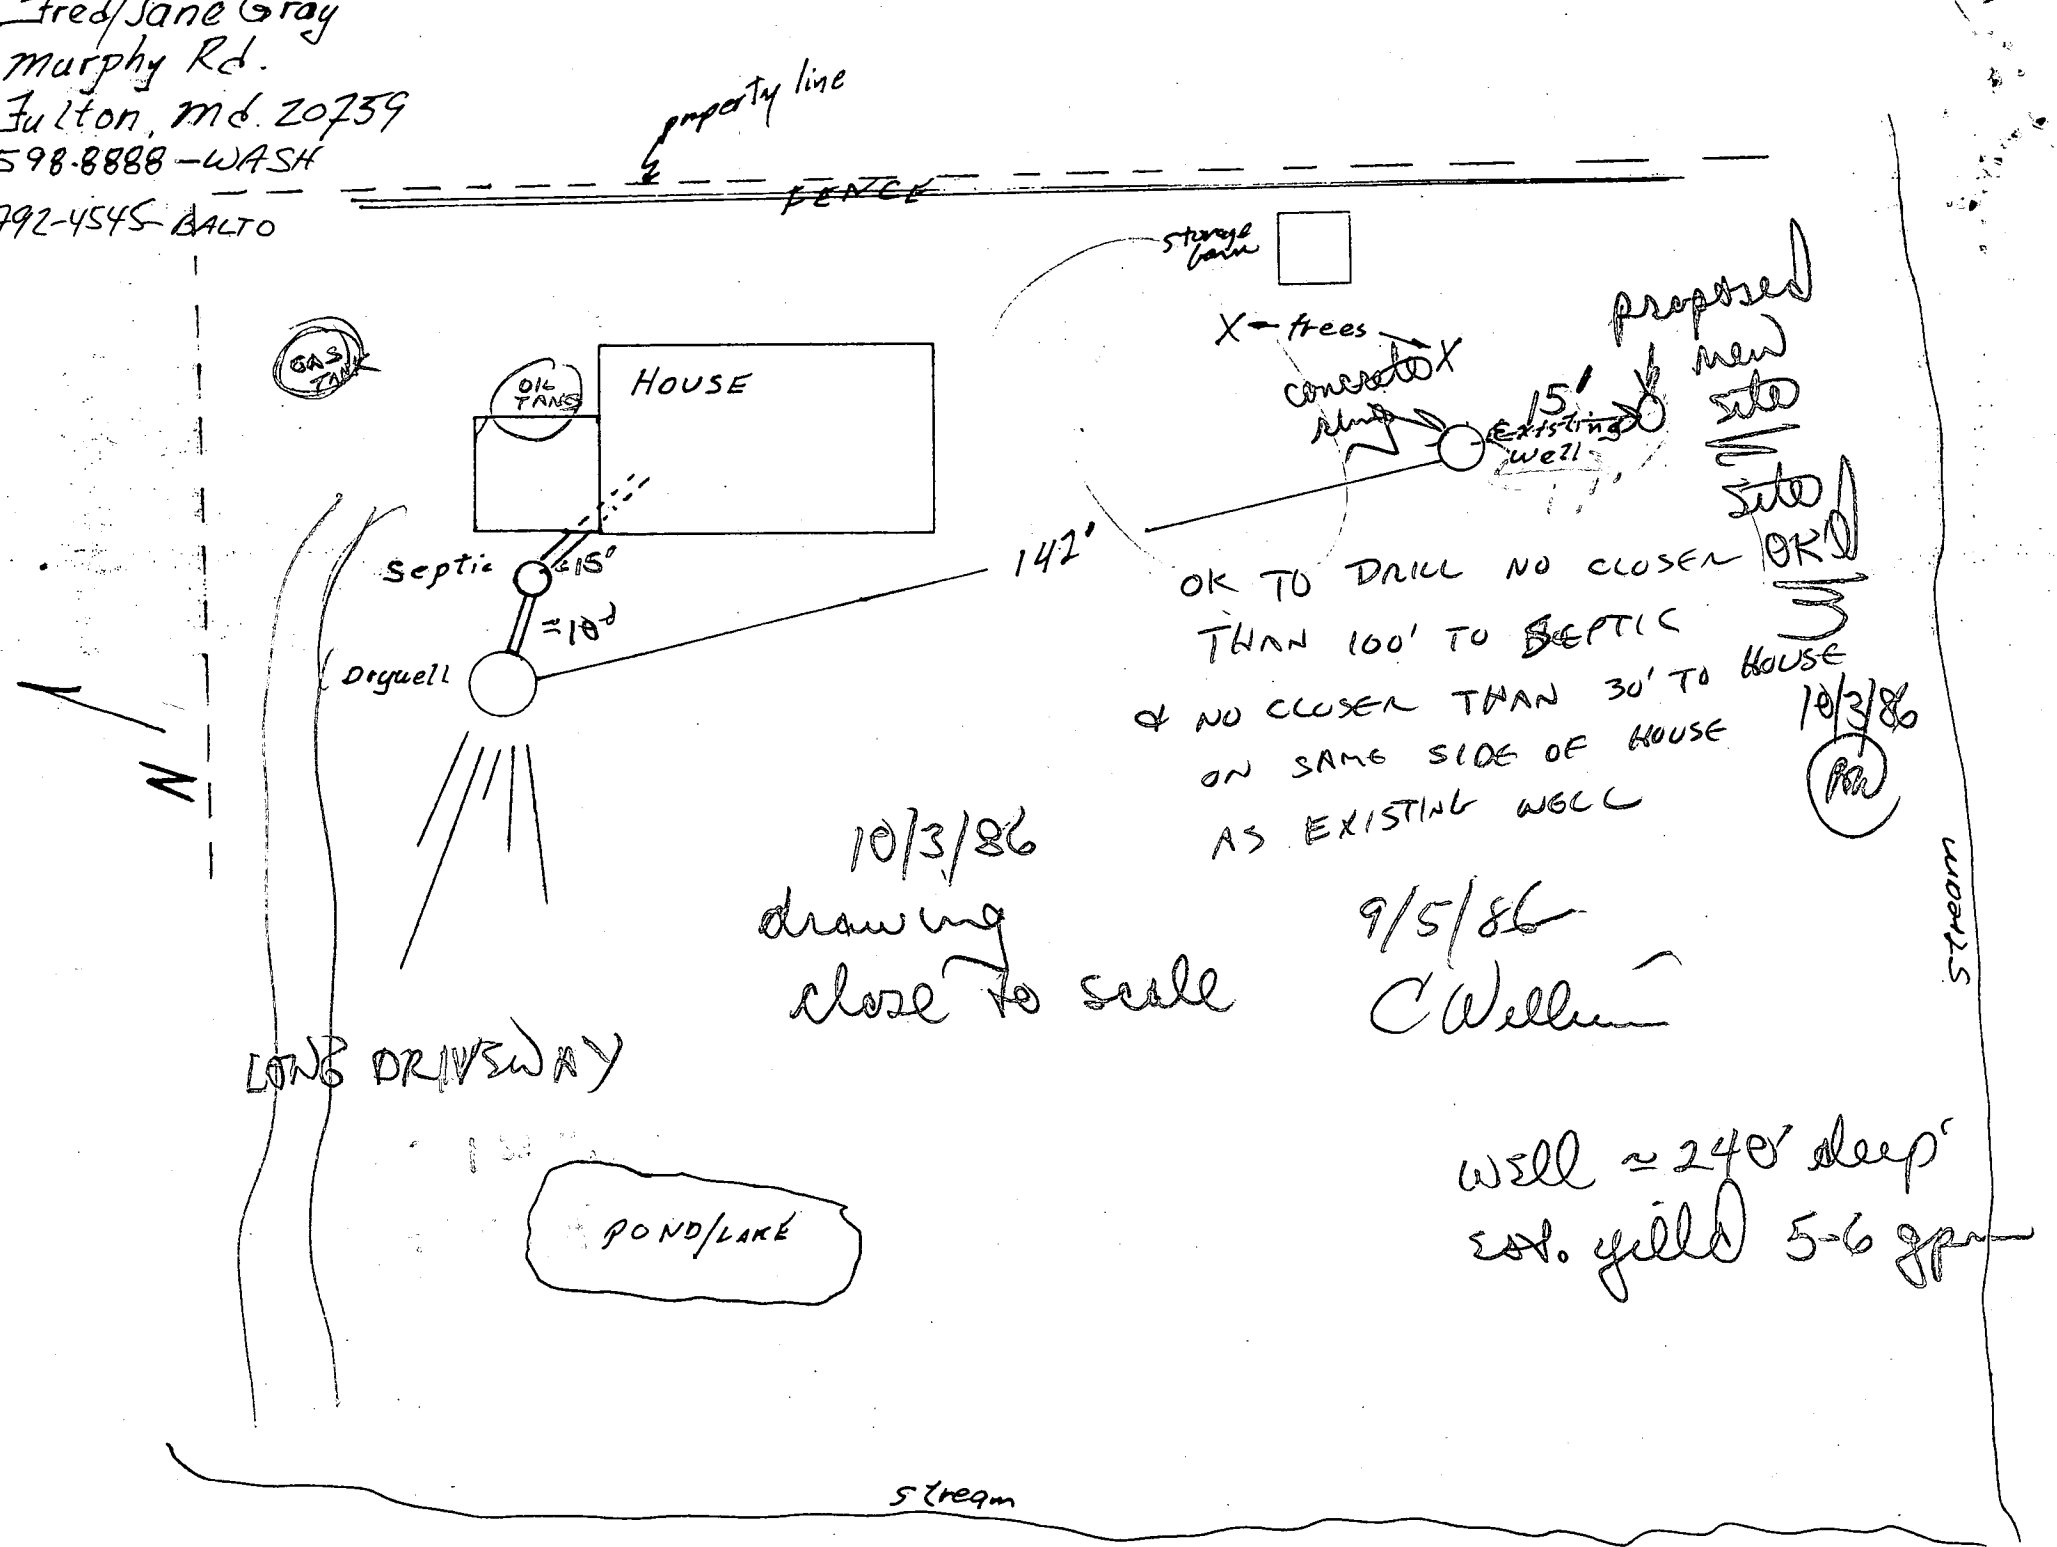 Fred/Jane Gray
Murphy Rd.
Fulton, Md. 20759
598-8888-WASH
792-4545-BALTO
property line
FENCE
storage
barn
X trees X
concrete
proposed
new
site
15'
Existing
well
site
OK'd
GAS
TANK
OIL
TANK
HOUSE
Septic
≈15'
≈10'
Drywell
142'
OK TO DRILL NO CLOSER
THAN 100' TO SEPTIC
& NO CLOSER THAN 30' TO HOUSE
ON SAME SIDE OF HOUSE
AS EXISTING WELL
10/3/86
N
10/3/86
drawing
close to scale
9/5/86
C Williams
stream
LONG DRIVEWAY
POND/LAKE
well ≈ 240' deep
est. yield 5-6 gpm
stream